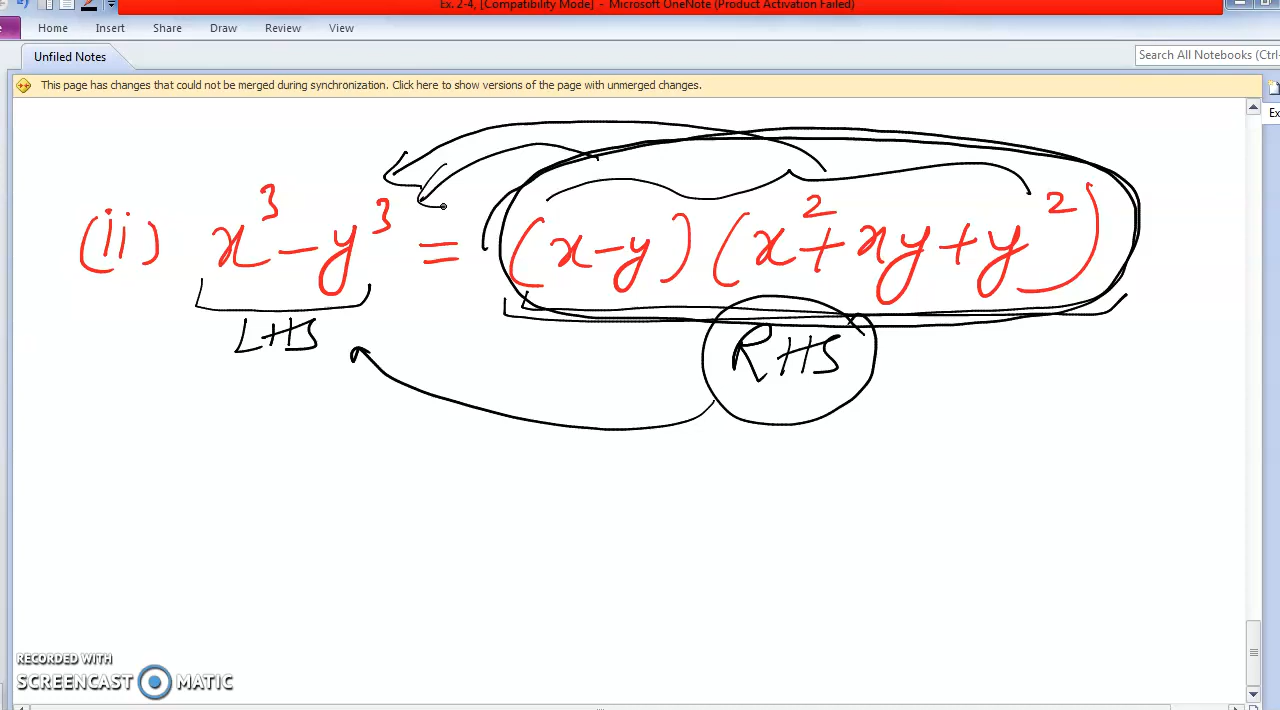 Ex. 2-4, [Compatibility Mode] - Microsoft OneNote (Product Activation Failed)
Home Insert Share Draw Review View
Unfiled Notes
Search All Notebooks (Ctrl+
This page has changes that could not be merged during synchronization. Click here to show versions of the page with unmerged changes.
Ex
(ii) x³ - y³ = (x-y)(x²+xy+y²)
LHS
RHS
RECORDED WITH
SCREENCAST MATIC